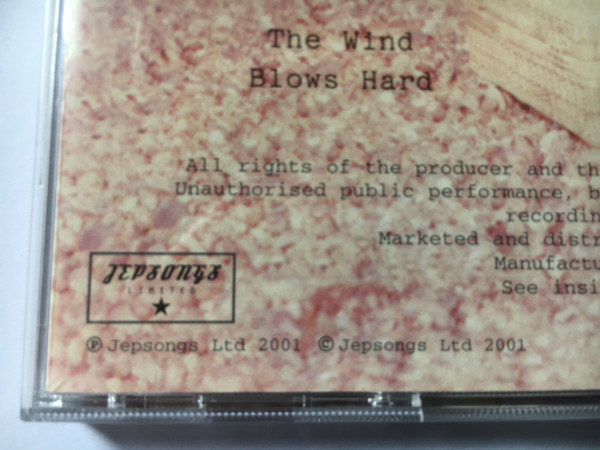 The Wind
Blows Hard
All rights of the producer and th
Unauthorised public performance, b
recordin
Marketed and distr
Manufactu
See insi
JEPSONGS
LIMITED
℗ Jepsongs Ltd 2001 © Jepsongs Ltd 2001